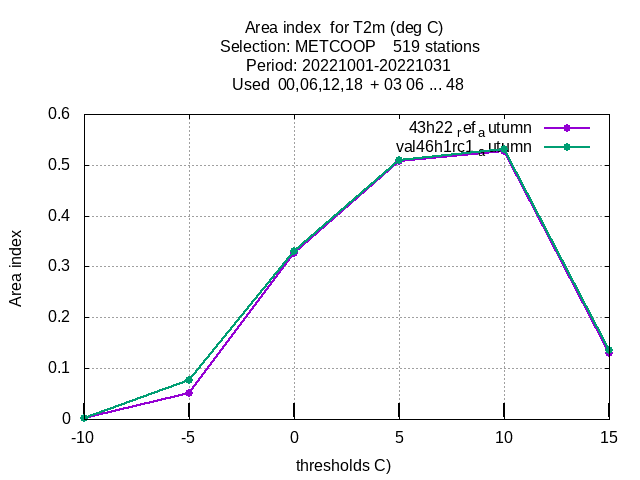 Area index  for T2m (deg C)
Selection: METCOOP    519 stations
Period: 20221001-20221031
Used  00,06,12,18  + 03 06 ... 48
43h22ref_autumn
val46h1rc1_autumn
0.6
0.5
0.4
0.3
0.2
0.1
0
Area index
-10 -5 0 5 10 15
thresholds C)